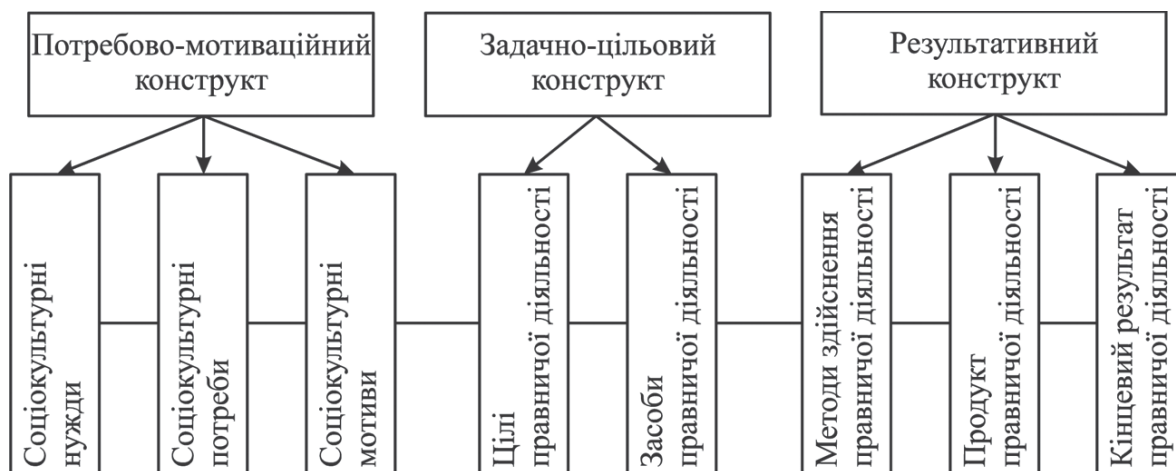 Потребово-мотиваційний
конструкт
Задачно-цільовий
конструкт
Результативний
конструкт
Соціокультурні
нужди
Соціокультурні
потреби
Соціокультурні
мотиви
Цілі
правничої діяльності
Засоби
правничої діяльності
Методи здійснення
правничої діяльності
Продукт
правничої діяльності
Кінцевий результат
правничої діяльності